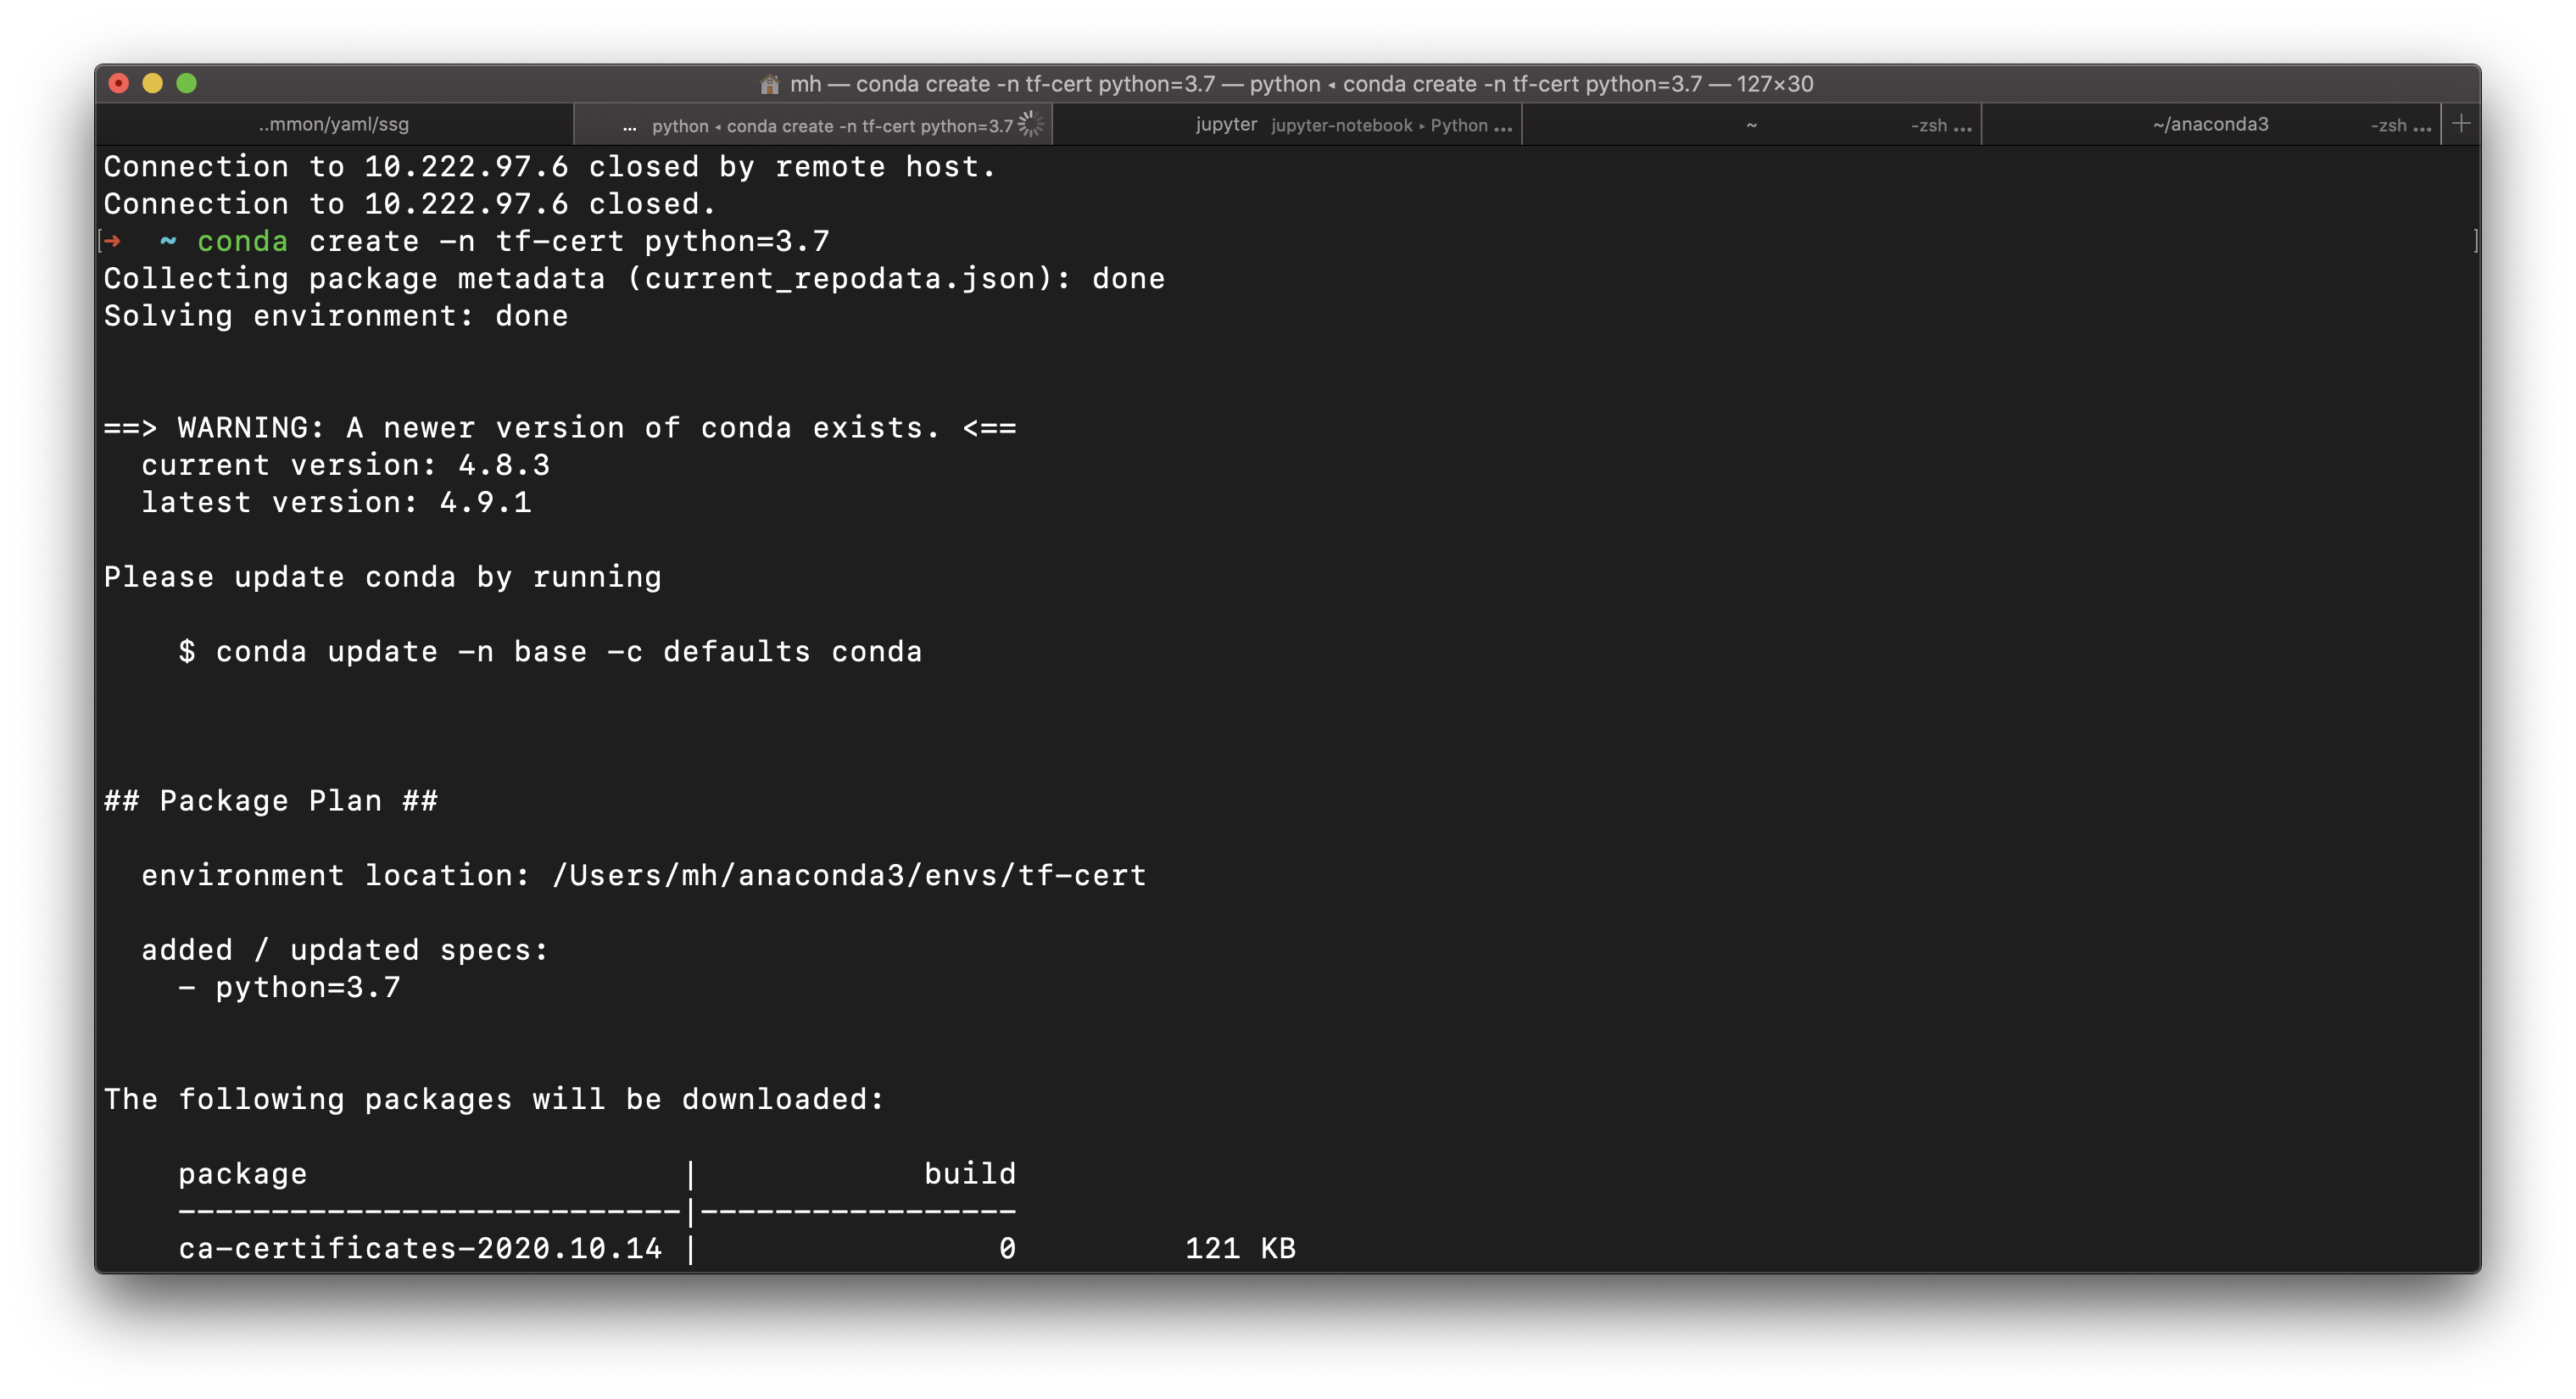 mh — conda create -n tf-cert python=3.7 — python ◂ conda create -n tf-cert python=3.7 — 127×30
..mmon/yaml/ssg ... python ◂ conda create -n tf-cert python=3.7 jupyter jupyter-notebook ▸ Python ... ~ -zsh ... ~/anaconda3 -zsh ... +
Connection to 10.222.97.6 closed by remote host.
Connection to 10.222.97.6 closed.
[➜  ~ conda create -n tf-cert python=3.7 ]
Collecting package metadata (current_repodata.json): done
Solving environment: done
==> WARNING: A newer version of conda exists. <==
  current version: 4.8.3
  latest version: 4.9.1
Please update conda by running
    $ conda update -n base -c defaults conda
## Package Plan ##
  environment location: /Users/mh/anaconda3/envs/tf-cert
  added / updated specs:
    - python=3.7
The following packages will be downloaded:
    package                    |            build
    ---------------------------|-----------------
    ca-certificates-2020.10.14 |                0         121 KB